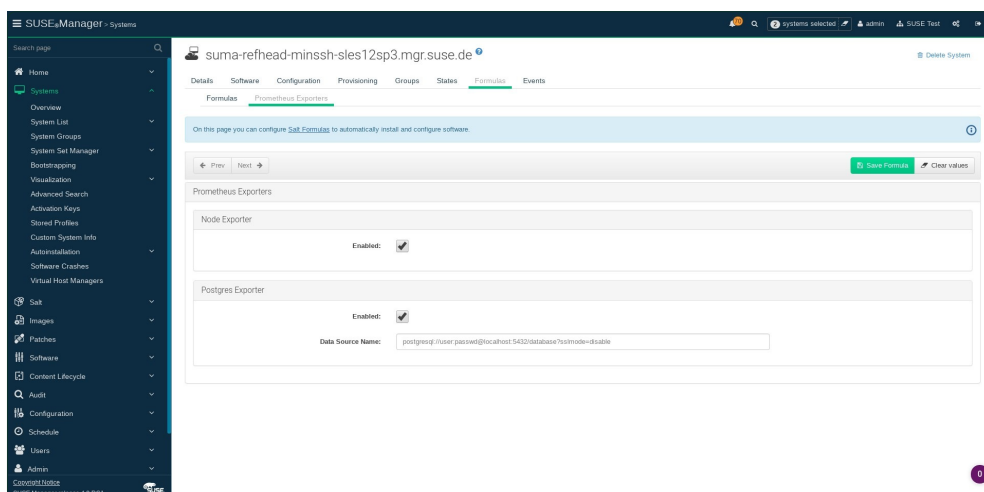 SUSE Manager > Systems
20
2 systems selected
admin
SUSE Test
Search page
Home
Systems
Overview
System List
System Groups
System Set Manager
Bootstrapping
Visualization
Advanced Search
Activation Keys
Stored Profiles
Custom System Info
Autoinstallation
Software Crashes
Virtual Host Managers
Salt
Images
Patches
Software
Content Lifecycle
Audit
Configuration
Schedule
Users
Admin
Copyright Notice
SUSE
suma-refhead-minssh-sles12sp3.mgr.suse.de
Delete System
Details Software Configuration Provisioning Groups States Formulas Events
Formulas Prometheus Exporters
On this page you can configure Salt Formulas to automatically install and configure software.
Prev Next
Save Formula Clear values
Prometheus Exporters
Node Exporter
Enabled:
Postgres Exporter
Enabled:
Data Source Name: postgresql://user:passwd@localhost:5432/database?sslmode=disable
0